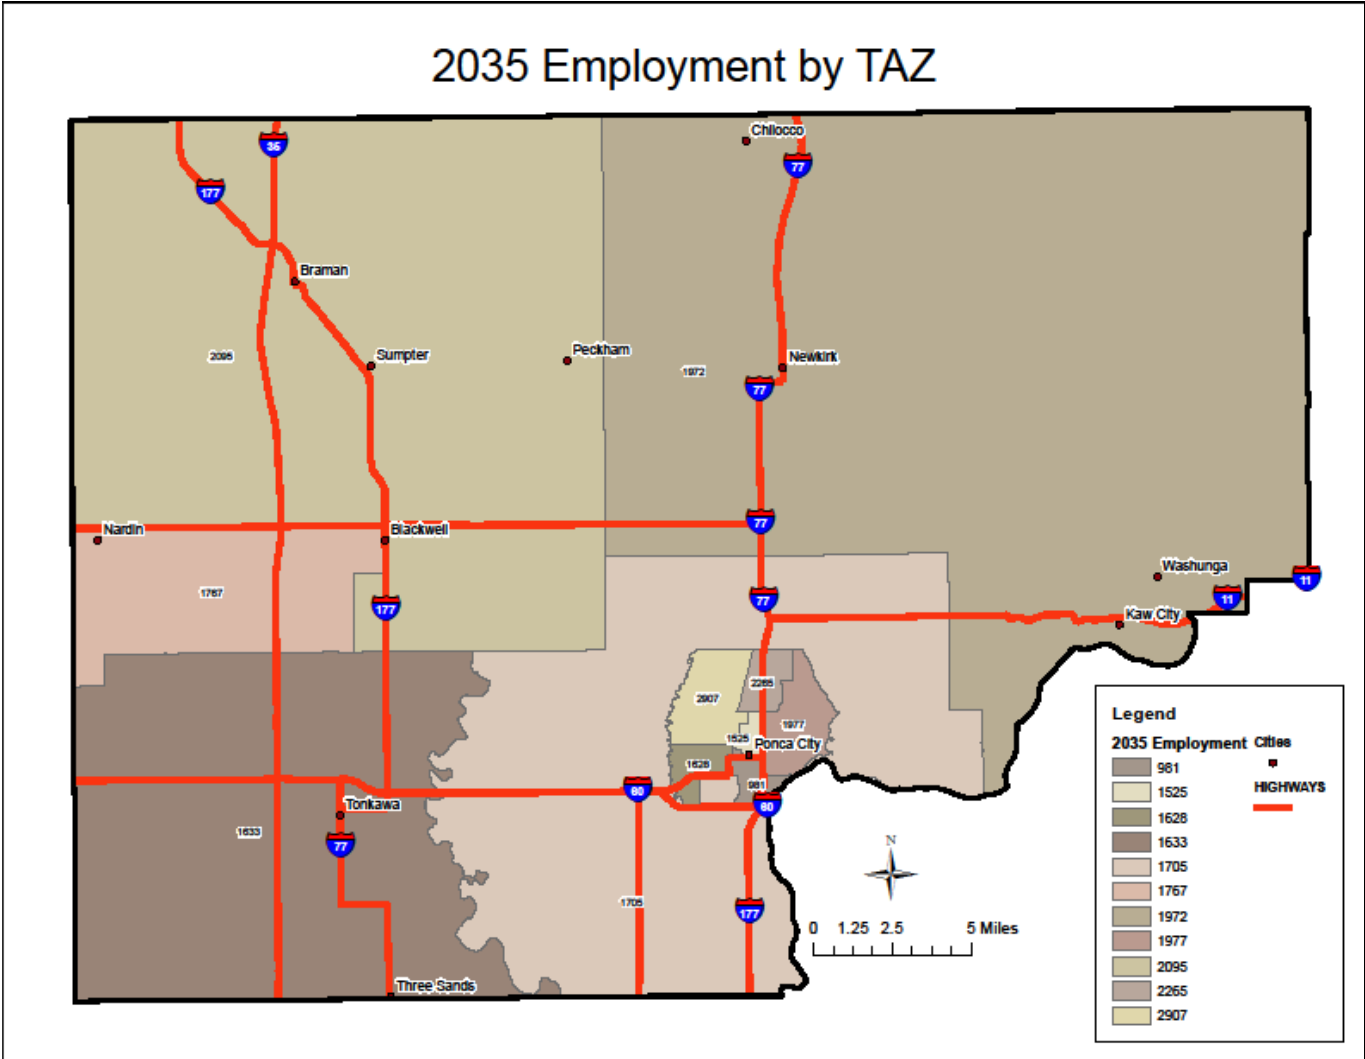 2035 Employment by TAZ
Chilocco
35
77
177
Braman
Sumpter
Peckham
2095
1972
Newkirk
77
Nardin
Blackwell
77
Washunga
1767
177
77
11
11
Kaw City
2907
2265
1977
1525
Ponca City
1628
981
60
60
Tonkawa
1633
77
1705
177
Three Sands
N
0 1.25 2.5 5 Miles
Legend
2035 Employment
981
1525
1628
1633
1705
1767
1972
1977
2095
2265
2907
Cities
HIGHWAYS